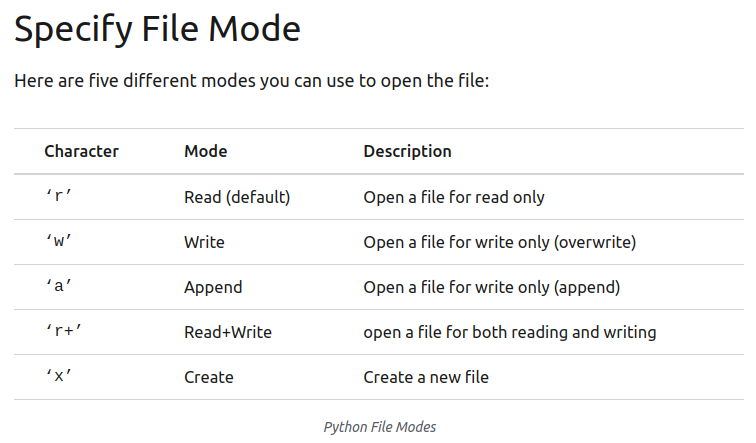 Specify File Mode
Here are five different modes you can use to open the file:
Character Mode Description
‘r’ Read (default) Open a file for read only
‘w’ Write Open a file for write only (overwrite)
‘a’ Append Open a file for write only (append)
‘r+’ Read+Write open a file for both reading and writing
‘x’ Create Create a new file
Python File Modes